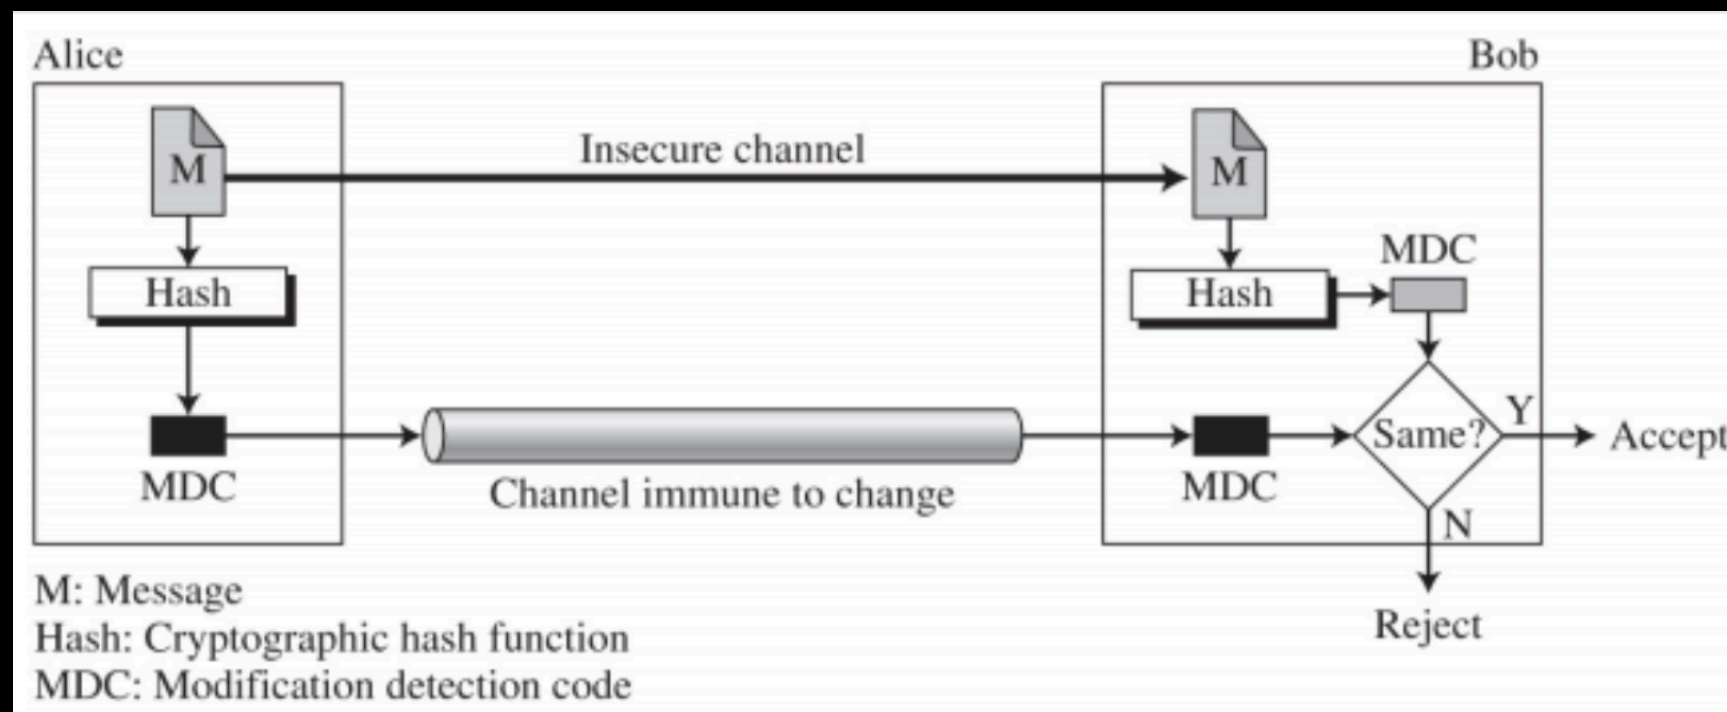 Alice
Bob
M
Insecure channel
M
Hash
Hash
MDC
MDC
Channel immune to change
MDC
Same?
Y
Accept
N
Reject
M: Message
Hash: Cryptographic hash function
MDC: Modification detection code